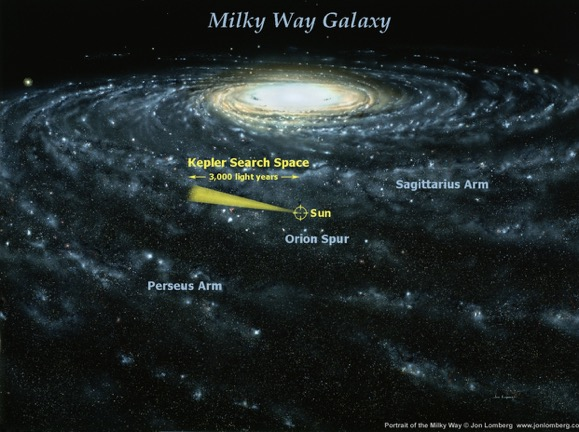 Milky Way Galaxy
Kepler Search Space
3,000 light years
Sagittarius Arm
Sun
Orion Spur
Perseus Arm
Portrait of the Milky Way © Jon Lomberg www.jonlomberg.co